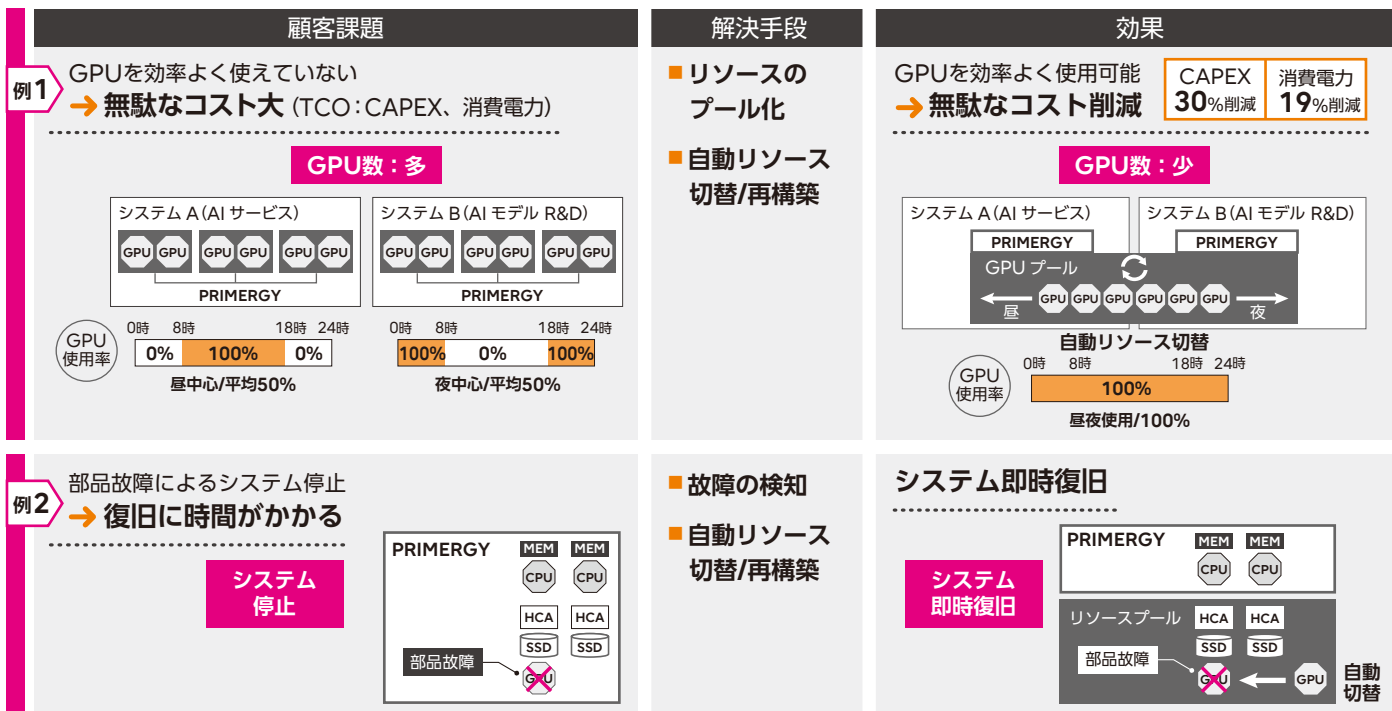 顧客課題
解決手段
効果
例1
GPUを効率よく使えていない
→ 無駄なコスト大 (TCO：CAPEX、消費電力)
GPU数：多
システム A（AI サービス）
GPU GPU GPU GPU GPU GPU
PRIMERGY
システム B（AI モデル R&D）
GPU GPU GPU GPU GPU GPU
PRIMERGY
GPU
使用率
0時 8時 18時 24時
0% 100% 0%
昼中心/平均50%
0時 8時 18時 24時
100% 0% 100%
夜中心/平均50%
■リソースの
プール化
■自動リソース
切替/再構築
GPUを効率よく使用可能
→ 無駄なコスト削減
CAPEX
30%削減
消費電力
19%削減
GPU数：少
システム A（AI サービス）
システム B（AI モデル R&D）
PRIMERGY
PRIMERGY
GPU プール
GPU GPU GPU GPU GPU GPU
昼
夜
自動リソース切替
GPU
使用率
0時 8時 18時 24時
100%
昼夜使用/100%
例2
部品故障によるシステム停止
→ 復旧に時間がかかる
システム
停止
PRIMERGY
MEM MEM
CPU CPU
HCA HCA
SSD SSD
部品故障
GPU
■故障の検知
■自動リソース
切替/再構築
システム即時復旧
システム
即時復旧
PRIMERGY
MEM MEM
CPU CPU
リソースプール
HCA HCA
SSD SSD
部品故障
GPU
GPU
自動
切替